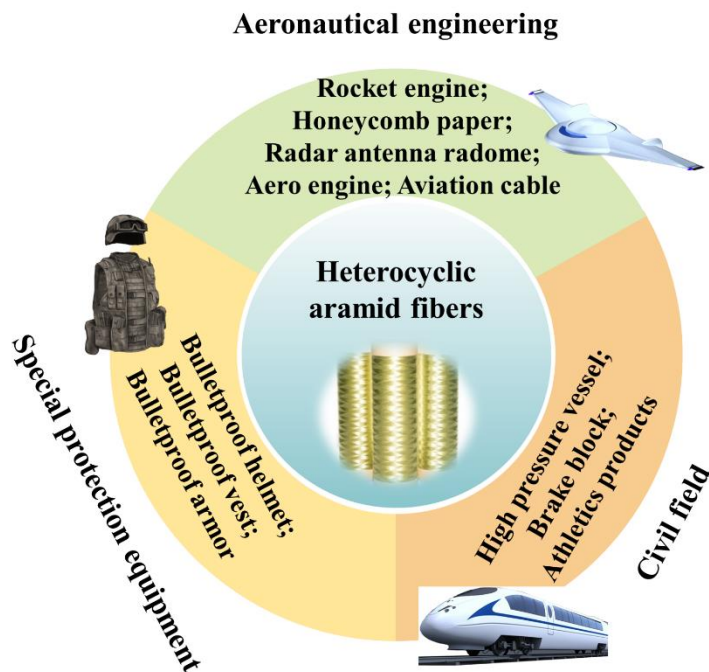 Aeronautical engineering
Rocket engine;
Honeycomb paper;
Radar antenna radome;
Aero engine; Aviation cable
Heterocyclic
aramid fibers
Special protection equipment
Bulletproof helmet;
Bulletproof vest;
Bulletproof armor
High pressure vessel;
Brake block;
Athletics products
Civil field